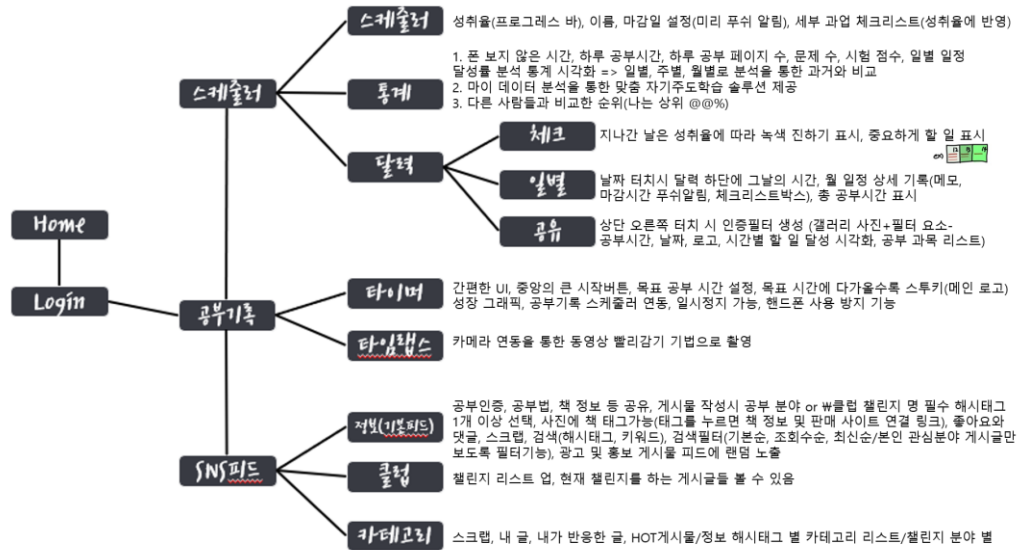 스케줄러
성취율(프로그레스 바), 이름, 마감일 설정(미리 푸쉬 알림), 세부 과업 체크리스트(성취율에 반영)
스케줄러
통계
1. 폰 보지 않은 시간, 하루 공부시간, 하루 공부 페이지 수, 문제 수, 시험 점수, 일별 일정
달성률 분석 통계 시각화 => 일별, 주별, 월별로 분석을 통한 과거와 비교
2. 마이 데이터 분석을 통한 맞춤 자기주도학습 솔루션 제공
3. 다른 사람들과 비교한 순위(나는 상위 @@%)
달력
체크
지나간 날은 성취율에 따라 녹색 진하기 표시, 중요하게 할 일 표시
일별
날짜 터치시 달력 하단에 그날의 시간, 월 일정 상세 기록(메모,
마감시간 푸쉬알림, 체크리스트박스), 총 공부시간 표시
공유
상단 오른쪽 터치 시 인증필터 생성 (갤러리 사진+필터 요소-
공부시간, 날짜, 로고, 시간별 할 일 달성 시각화, 공부 과목 리스트)
Home
Login
공부기록
타이머
간편한 UI, 중앙의 큰 시작버튼, 목표 공부 시간 설정, 목표 시간에 다가올수록 스투키(메인 로고)
성장 그래픽, 공부기록 스케줄러 연동, 일시정지 가능, 핸드폰 사용 방지 기능
타임랩스
카메라 연동을 통한 동영상 빨리감기 기법으로 촬영
SNS피드
정보(기본피드)
공부인증, 공부법, 책 정보 등 공유, 게시물 작성시 공부 분야 or ₩클럽 챌린지 명 필수 해시태그
1개 이상 선택, 사진에 책 태그가능(태그를 누르면 책 정보 및 판매 사이트 연결 링크), 좋아요와
댓글, 스크랩, 검색(해시태그, 키워드), 검색필터(기본순, 조회수순, 최신순/본인 관심분야 게시글만
보도록 필터기능), 광고 및 홍보 게시물 피드에 랜덤 노출
클럽
챌린지 리스트 업, 현재 챌린지를 하는 게시글들 볼 수 있음
카테고리
스크랩, 내 글, 내가 반응한 글, HOT게시물/정보 해시태그 별 카테고리 리스트/챌린지 분야 별